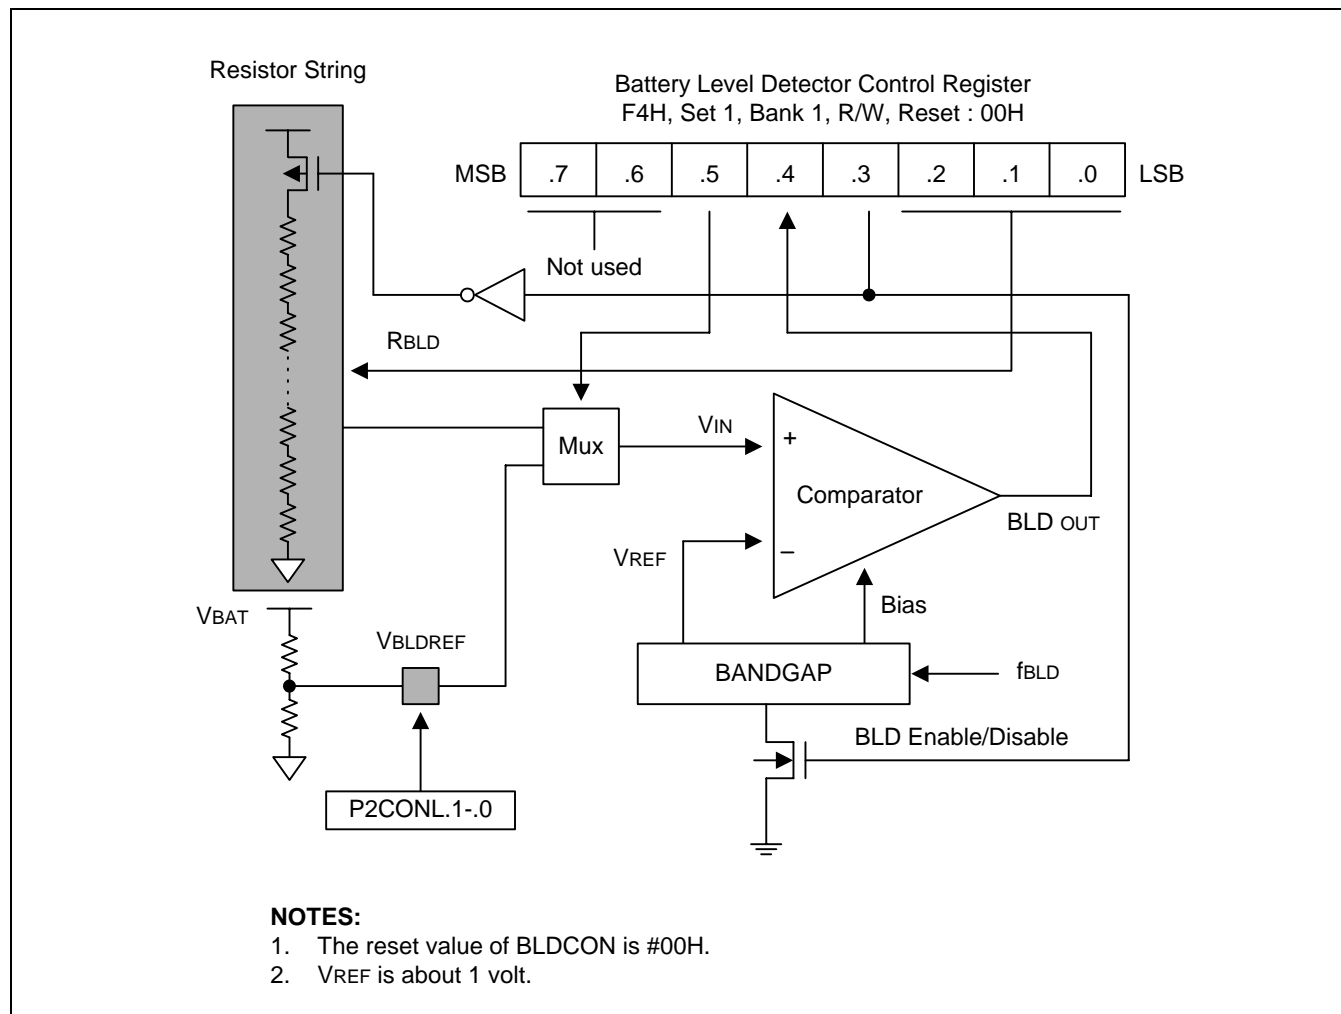 Resistor String
Battery Level Detector Control Register
F4H, Set 1, Bank 1, R/W, Reset : 00H
MSB .7 .6 .5 .4 .3 .2 .1 .0 LSB
Not used
RBLD
Mux
VIN
+
Comparator
BLD OUT
VREF
–
Bias
VBAT
VBLDREF
BANDGAP
fBLD
BLD Enable/Disable
P2CONL.1-.0
NOTES:
1. The reset value of BLDCON is #00H.
2. VREF is about 1 volt.